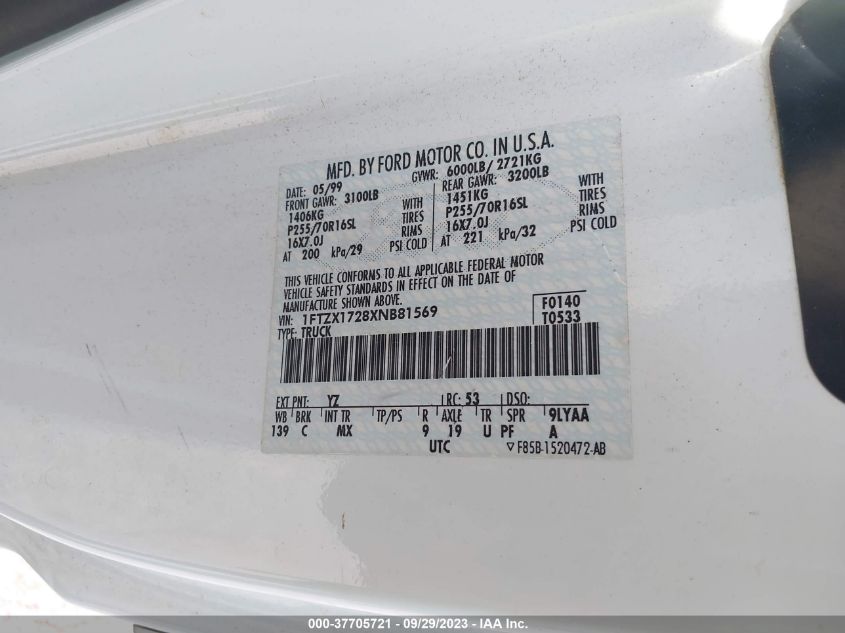 MFD. BY FORD MOTOR CO. IN U.S.A.
DATE: 05/99 GVWR: 6000LB/ 2721KG
FRONT GAWR: 3100LB REAR GAWR: 3200LB
1406KG WITH 1451KG WITH
P255/70R16SL TIRES P255/70R16SL TIRES
16X7.0J RIMS 16X7.0J RIMS
AT 200 kPa/29 PSI COLD AT 221 kPa/32 PSI COLD
THIS VEHICLE CONFORMS TO ALL APPLICABLE FEDERAL MOTOR
VEHICLE SAFETY STANDARDS IN EFFECT ON THE DATE OF
MANUFACTURE SHOWN ABOVE.
VIN: 1FTZX1728XNB81569 F0140
TYPE: TRUCK T0533
EXT PNT: YZ RC: 53 DSO:
WB BRK INT TR TP/PS R AXLE TR SPR 9LYAA
139 C MX 9 19 U PF A
UTC ▽ F85B-1520472-AB
000-37705721 - 09/29/2023 - IAA Inc.